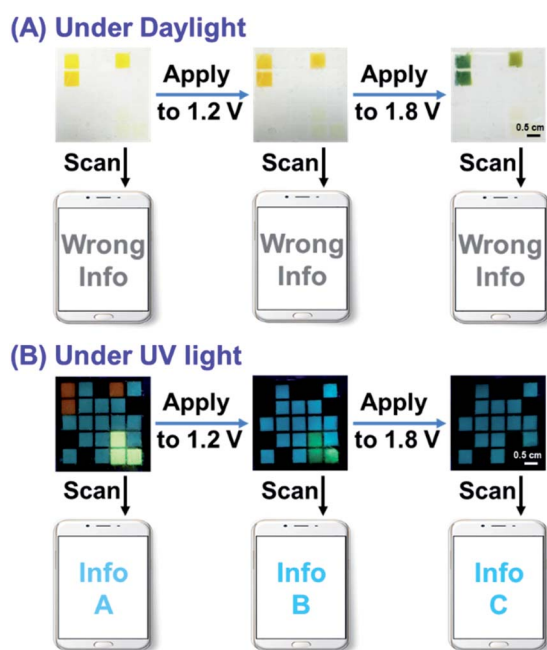 (A) Under Daylight
Apply
to 1.2 V
Apply
to 1.8 V
0.5 cm
Scan
Scan
Scan
Wrong
Info
Wrong
Info
Wrong
Info
(B) Under UV light
Apply
to 1.2 V
Apply
to 1.8 V
0.5 cm
Scan
Scan
Scan
Info
A
Info
B
Info
C